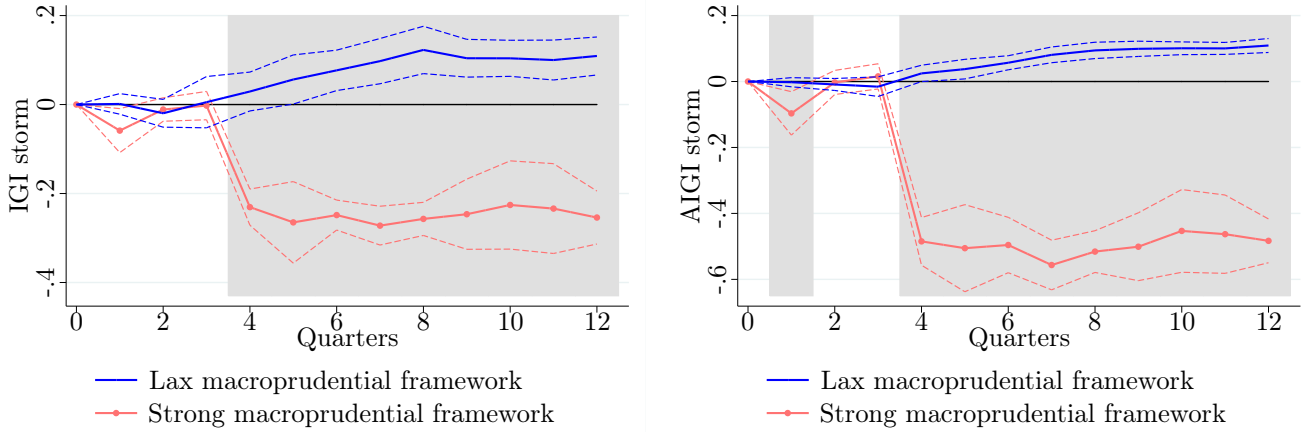 .2
0
-.2
-.4
IGI storm
0 2 4 6 8 10 12
Quarters
Lax macroprudential framework
Strong macroprudential framework
.2
0
-.2
-.4
-.6
AIGI storm
0 2 4 6 8 10 12
Quarters
Lax macroprudential framework
Strong macroprudential framework